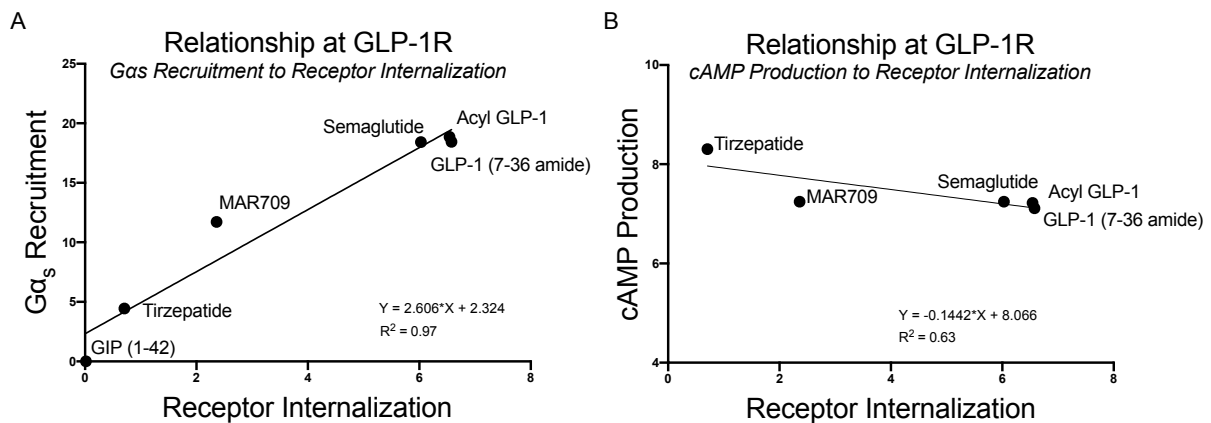 A
Relationship at GLP-1R
Gαs Recruitment to Receptor Internalization
25
20
15
10
5
0
Gαs Recruitment
Semaglutide
Acyl GLP-1
GLP-1 (7-36 amide)
MAR709
Tirzepatide
GIP (1-42)
Y = 2.606*X + 2.324
R² = 0.97
0 2 4 6 8
Receptor Internalization
B
Relationship at GLP-1R
cAMP Production to Receptor Internalization
10
8
6
4
cAMP Production
Tirzepatide
MAR709
Semaglutide
Acyl GLP-1
GLP-1 (7-36 amide)
Y = -0.1442*X + 8.066
R² = 0.63
0 2 4 6 8
Receptor Internalization